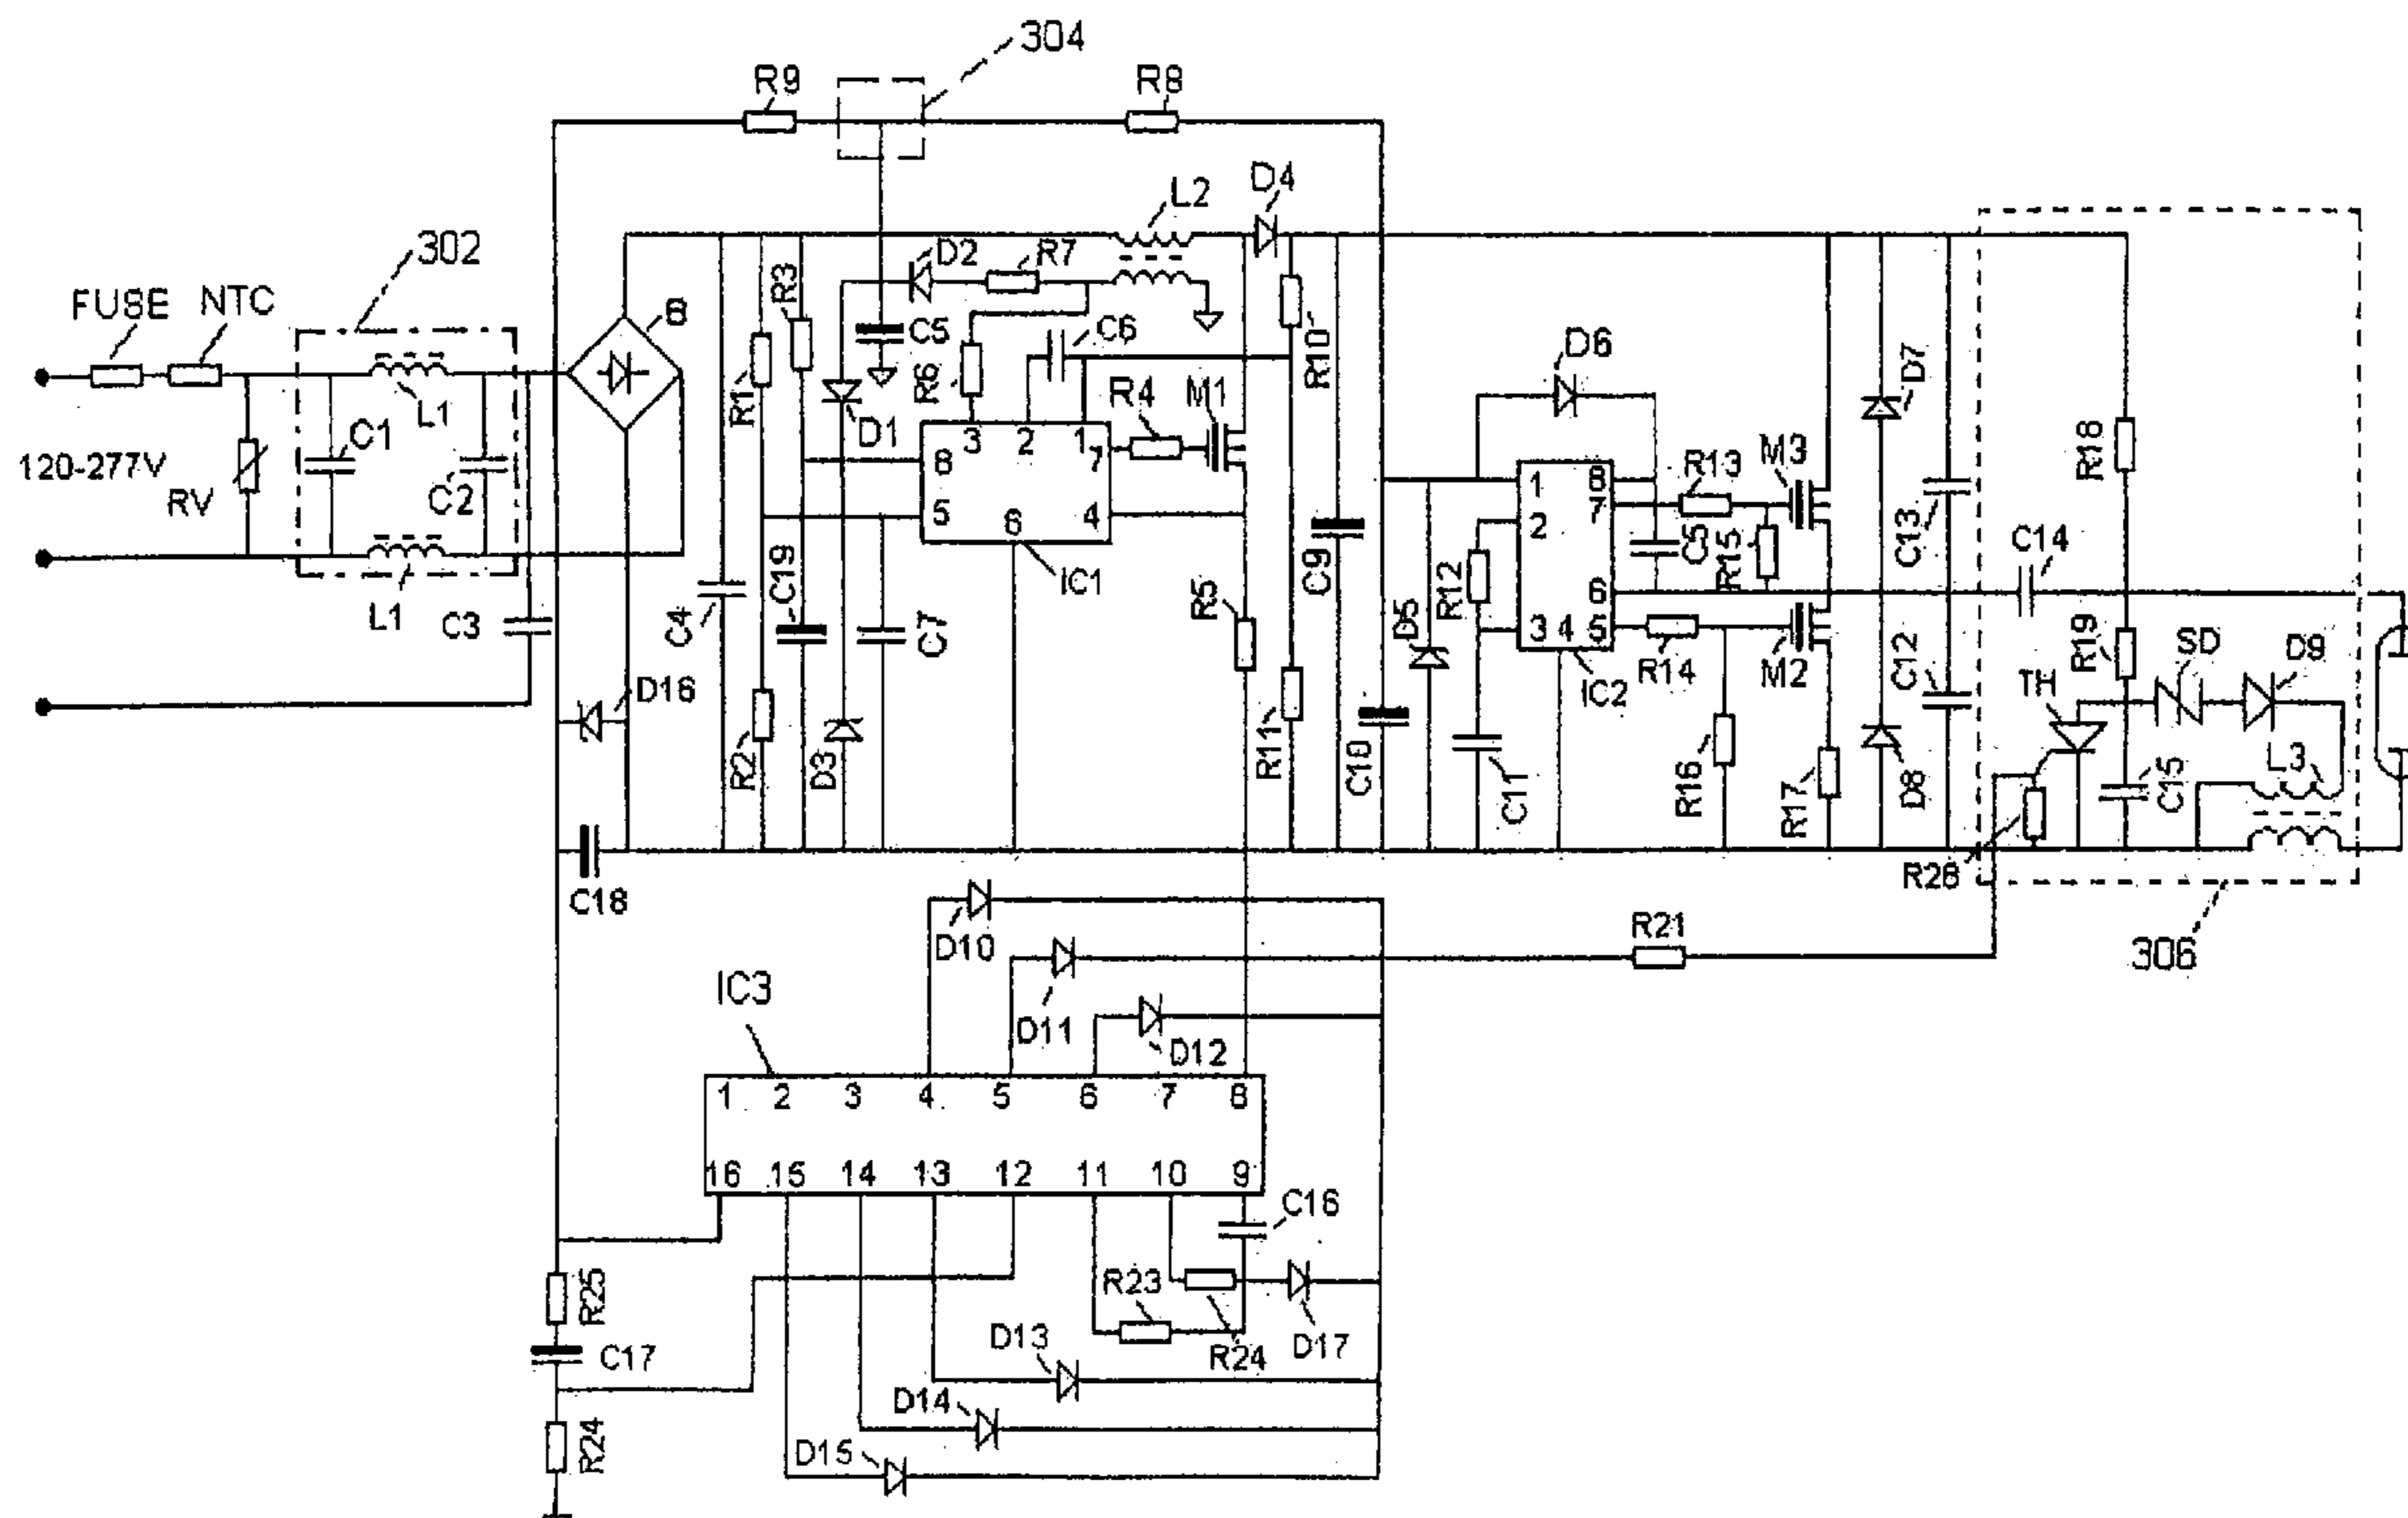 304
R9
R8
302
L2
D4
FUSE
NTC
B
R3
D2
R7
C5
C6
R10
D6
D7
R1
L1
C1
R6
D1
R4
M1
3
2
1
7
8
5
6
4
IC1
120-277V
RV
C2
1
2
3
4
8
7
6
5
R13
M3
R18
C13
C5
R15
C14
C19
C9
R12
D5
C4
L1
C3
C7
R5
R14
M2
IC2
C12
R19
SD
D9
TH
D16
R2
D3
R11
C10
C11
R16
R17
D8
C15
L3
C18
R26
D10
R21
306
IC3
D11
D12
1 2 3 4 5 6 7 8
16 15 14 13 12 11 10 9
C16
R25
R23
D13
R24
D17
C17
D14
R24
D15